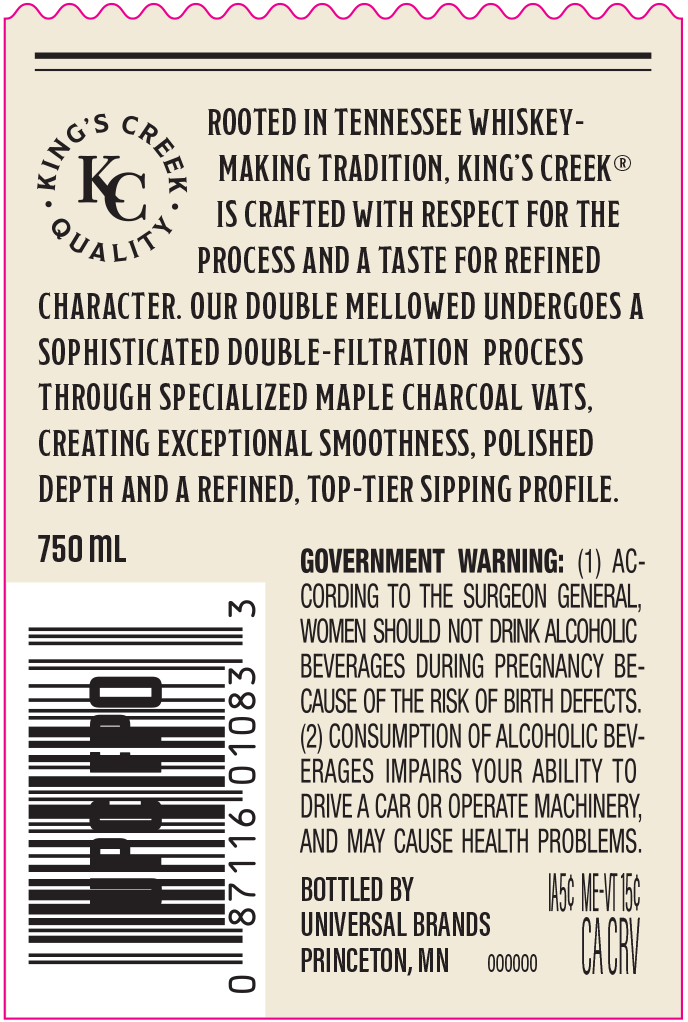 KING'S CREEK
KC
· QUALITY ·
ROOTED IN TENNESSEE WHISKEY-
MAKING TRADITION, KING'S CREEK®
IS CRAFTED WITH RESPECT FOR THE
PROCESS AND A TASTE FOR REFINED
CHARACTER. OUR DOUBLE MELLOWED UNDERGOES A
SOPHISTICATED DOUBLE-FILTRATION PROCESS
THROUGH SPECIALIZED MAPLE CHARCOAL VATS,
CREATING EXCEPTIONAL SMOOTHNESS, POLISHED
DEPTH AND A REFINED, TOP-TIER SIPPING PROFILE.
750 mL
UPC EPO
0 87116 01083 3
GOVERNMENT WARNING: (1) AC-
CORDING TO THE SURGEON GENERAL,
WOMEN SHOULD NOT DRINK ALCOHOLIC
BEVERAGES DURING PREGNANCY BE-
CAUSE OF THE RISK OF BIRTH DEFECTS.
(2) CONSUMPTION OF ALCOHOLIC BEV-
ERAGES IMPAIRS YOUR ABILITY TO
DRIVE A CAR OR OPERATE MACHINERY,
AND MAY CAUSE HEALTH PROBLEMS.
BOTTLED BY
UNIVERSAL BRANDS
PRINCETON, MN
000000
IA5¢ ME-VT 15¢
CA CRV